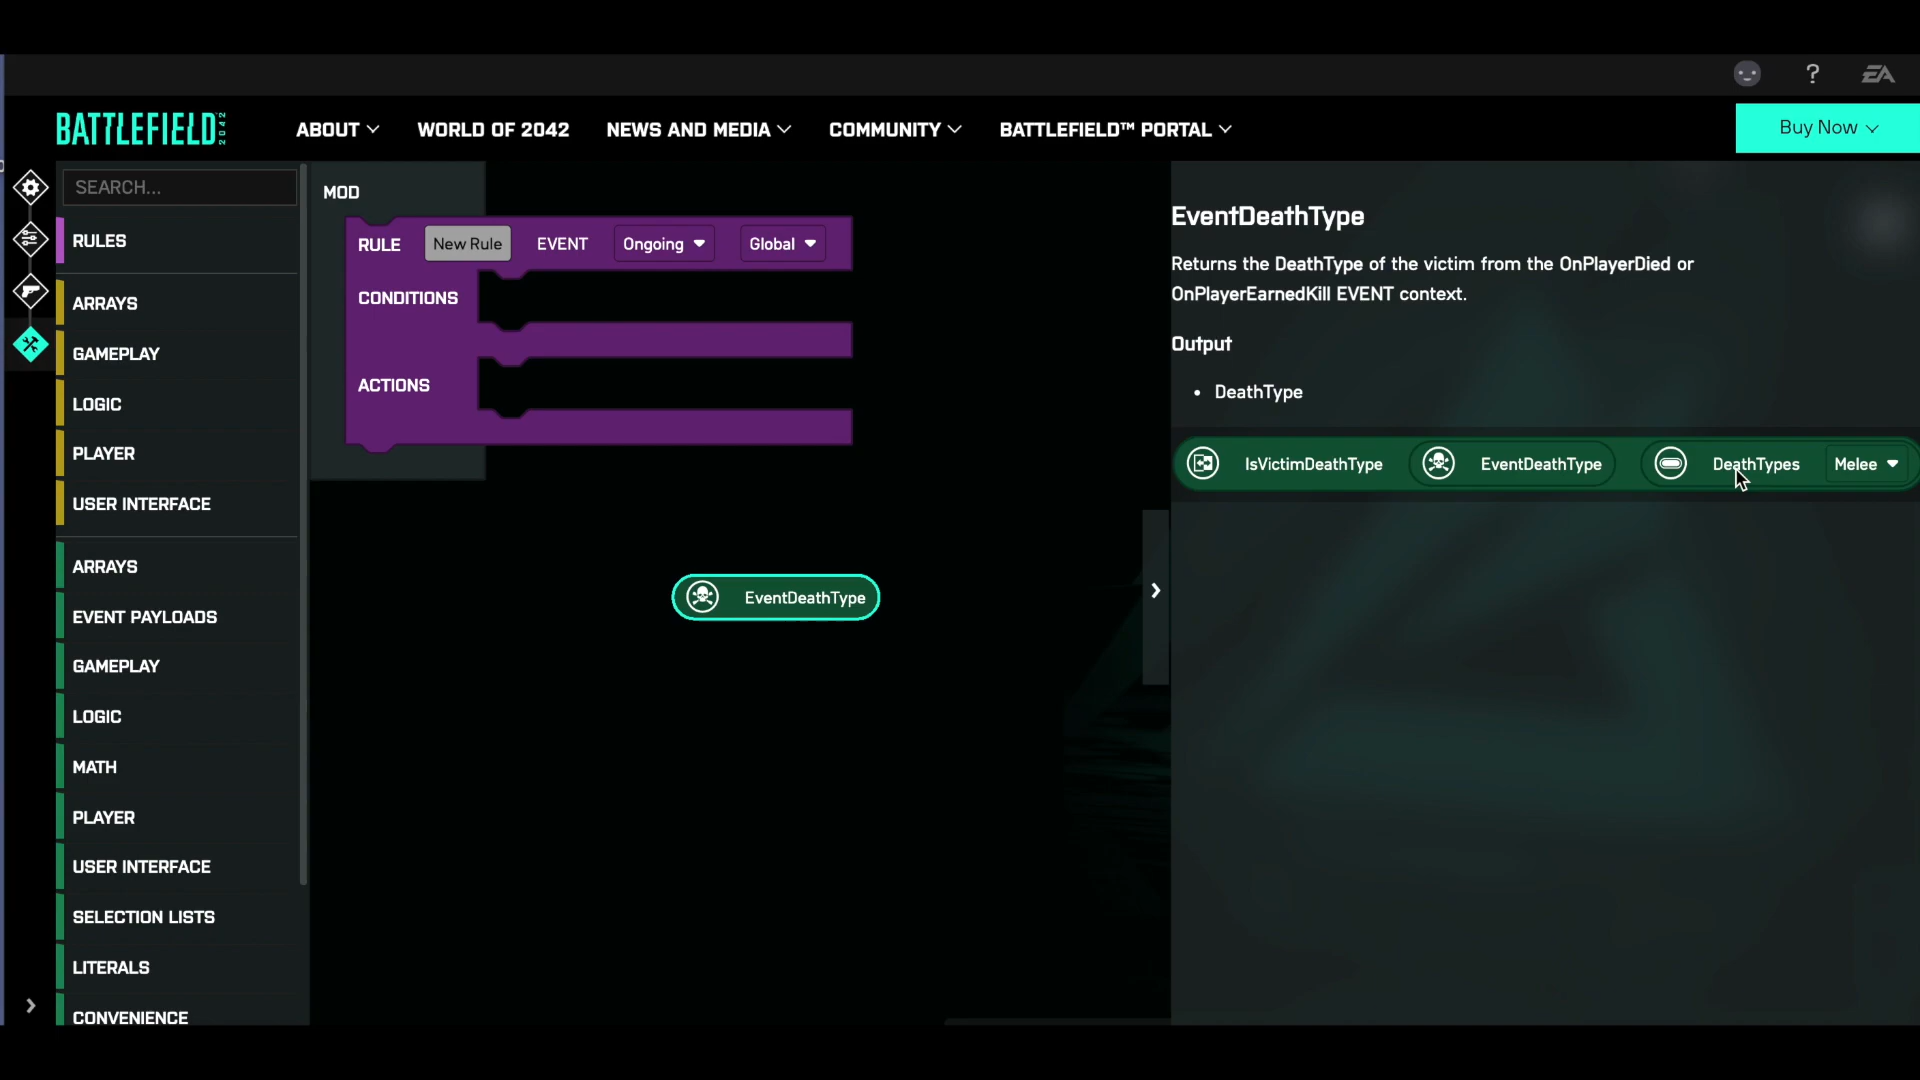 ?
EA
BATTLEFIELD 2042
ABOUT
WORLD OF 2042
NEWS AND MEDIA
COMMUNITY
BATTLEFIELD™ PORTAL
Buy Now
SEARCH...
RULES
ARRAYS
GAMEPLAY
LOGIC
PLAYER
USER INTERFACE
ARRAYS
EVENT PAYLOADS
GAMEPLAY
LOGIC
MATH
PLAYER
USER INTERFACE
SELECTION LISTS
LITERALS
CONVENIENCE
MOD
RULE New Rule EVENT Ongoing Global
CONDITIONS
ACTIONS
EventDeathType
EventDeathType
Returns the DeathType of the victim from the OnPlayerDied or
OnPlayerEarnedKill EVENT context.
Output
• DeathType
IsVictimDeathType EventDeathType DeathTypes Melee